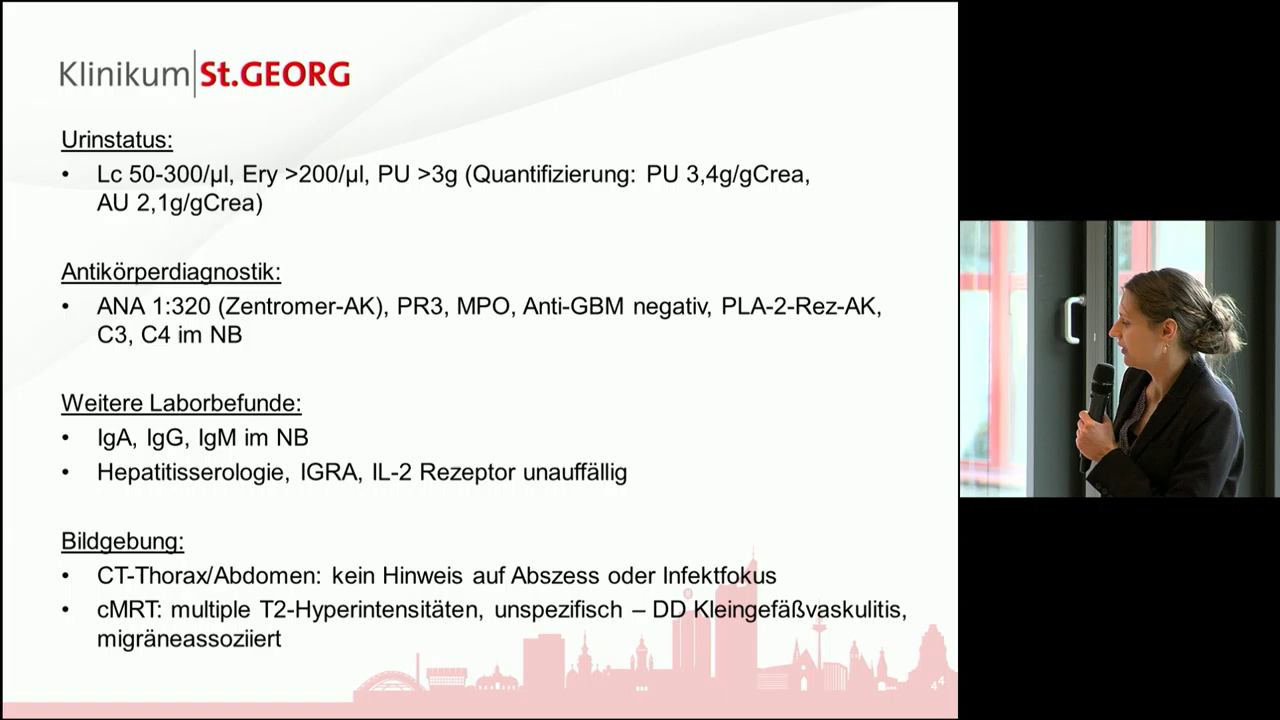 Klinikum St.GEORG
Urinstatus:
• Lc 50-300/µl, Ery >200/µl, PU >3g (Quantifizierung: PU 3,4g/gCrea,
AU 2,1g/gCrea)
Antikörperdiagnostik:
• ANA 1:320 (Zentromer-AK), PR3, MPO, Anti-GBM negativ, PLA-2-Rez-AK,
C3, C4 im NB
Weitere Laborbefunde:
• IgA, IgG, IgM im NB
• Hepatitisserologie, IGRA, IL-2 Rezeptor unauffällig
Bildgebung:
• CT-Thorax/Abdomen: kein Hinweis auf Abszess oder Infektfokus
• cMRT: multiple T2-Hyperintensitäten, unspezifisch – DD Kleingefäßvaskulitis,
migräneassoziiert
44